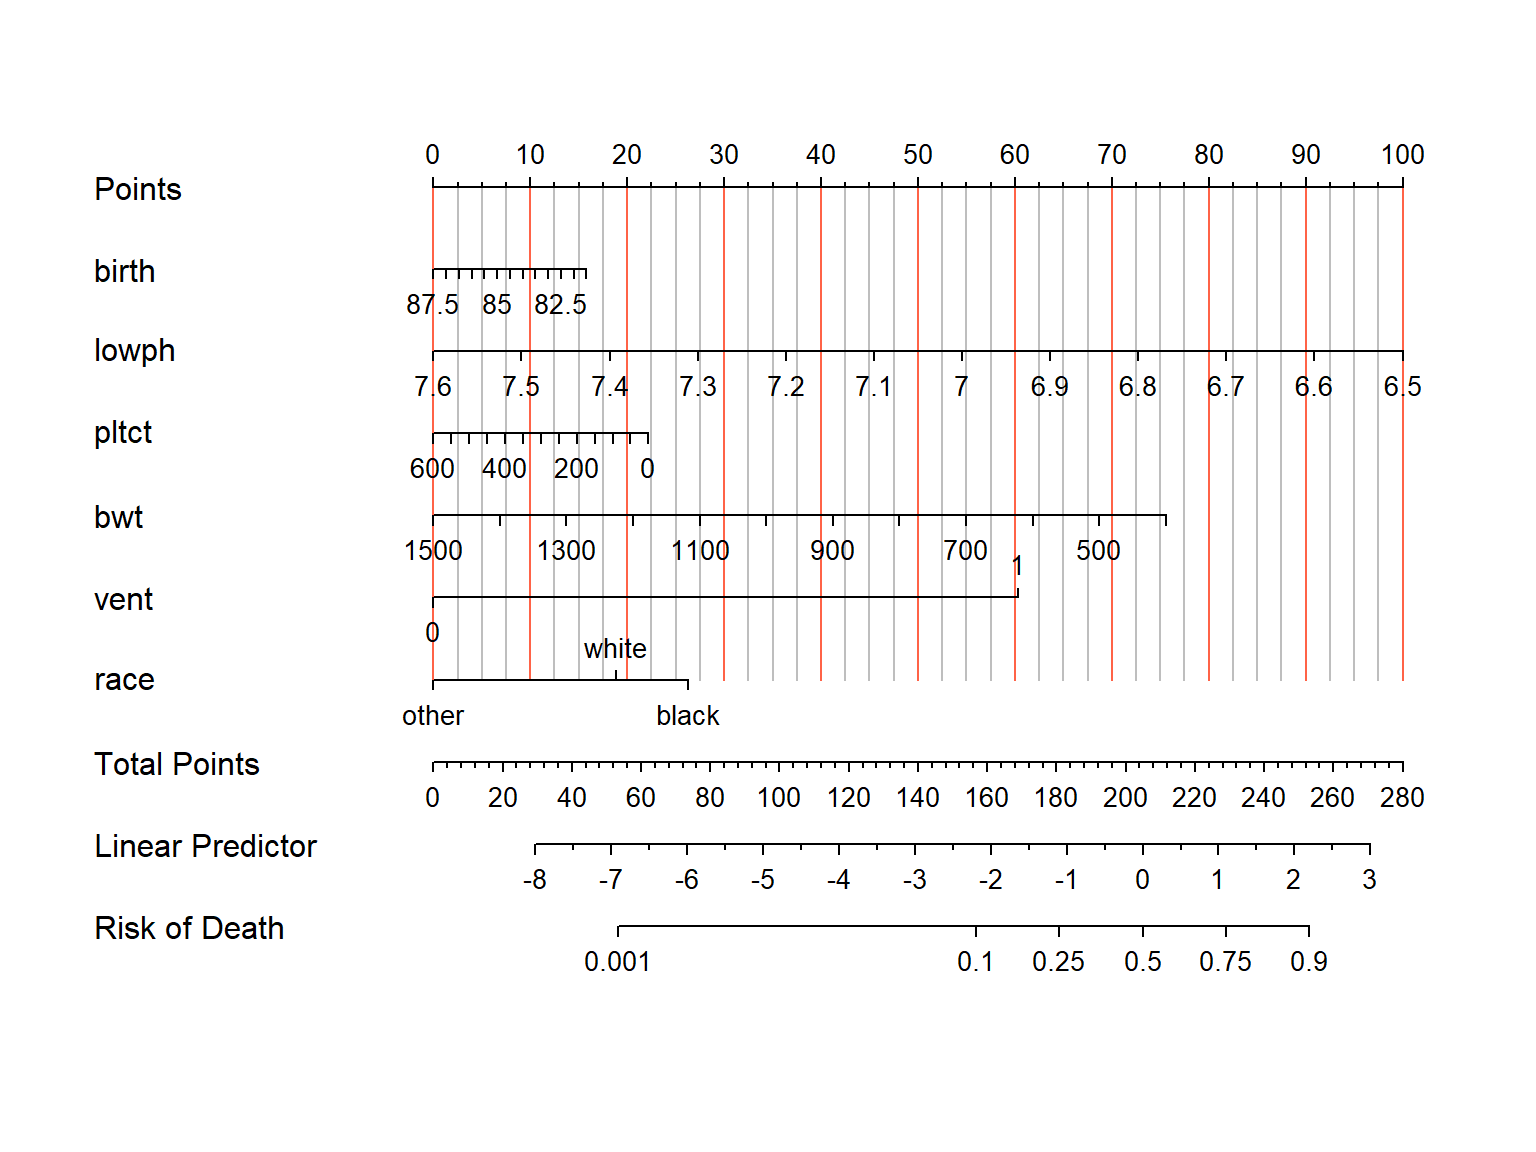 0 10 20 30 40 50 60 70 80 90 100
Points
birth
87.5 85 82.5
lowph
7.6 7.5 7.4 7.3 7.2 7.1 7 6.9 6.8 6.7 6.6 6.5
pltct
600 400 200 0
bwt
1500 1300 1100 900 700 500
1
vent
0
white
race
other black
Total Points
0 20 40 60 80 100 120 140 160 180 200 220 240 260 280
Linear Predictor
-8 -7 -6 -5 -4 -3 -2 -1 0 1 2 3
Risk of Death
0.001 0.1 0.25 0.5 0.75 0.9